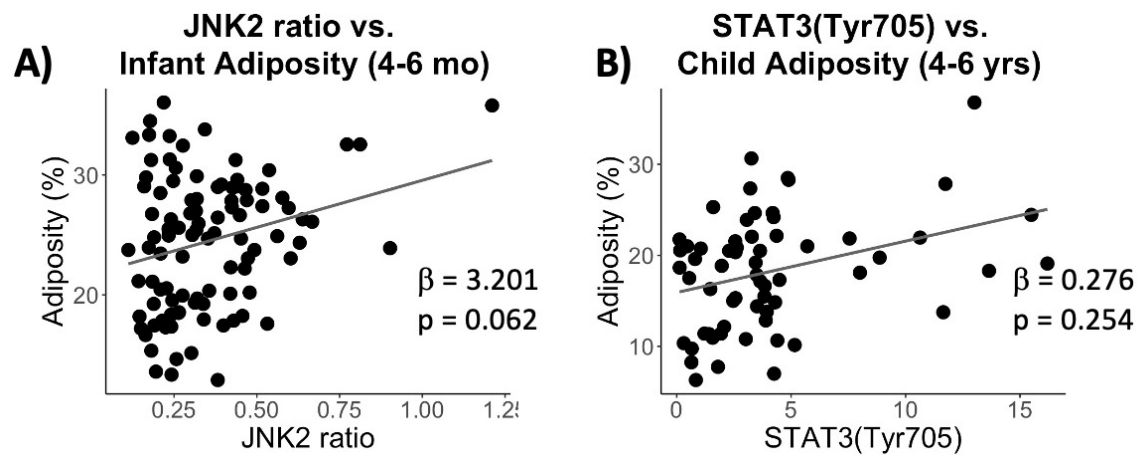 A)
JNK2 ratio vs.
Infant Adiposity (4-6 mo)
Adiposity (%)
30
20
β = 3.201
p = 0.062
0.25 0.50 0.75 1.00 1.2
JNK2 ratio
B)
STAT3(Tyr705) vs.
Child Adiposity (4-6 yrs)
Adiposity (%)
30
20
10
β = 0.276
p = 0.254
0 5 10 15
STAT3(Tyr705)